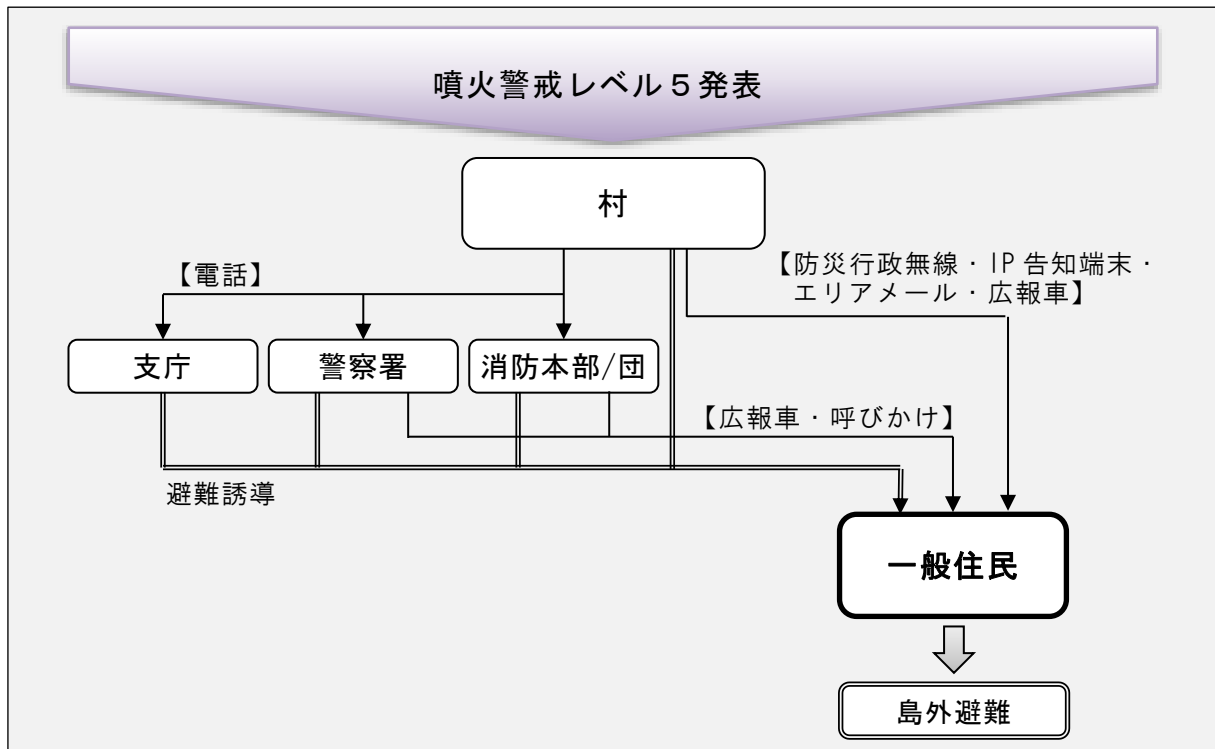 噴火警戒レベル５発表
村
【電話】
【防災行政無線・IP告知端末・
エリアメール・広報車】
支庁
警察署
消防本部/団
【広報車・呼びかけ】
避難誘導
一般住民
島外避難